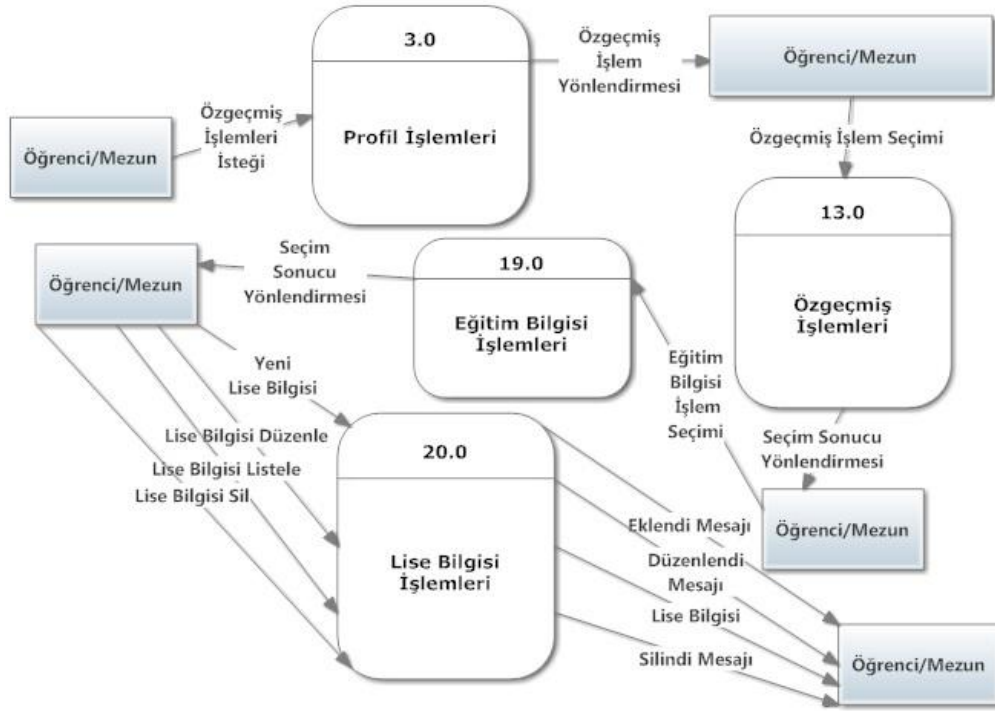 3.0
Profil İşlemleri
Özgeçmiş
İşlem
Yönlendirmesi
Öğrenci/Mezun
Özgeçmiş
İşlemleri
İsteği
Öğrenci/Mezun
Özgeçmiş İşlem Seçimi
13.0
Özgeçmiş
İşlemleri
Seçim
Sonucu
Yönlendirmesi
Öğrenci/Mezun
19.0
Eğitim Bilgisi
İşlemleri
Eğitim
Bilgisi
İşlem
Seçimi
Yeni
Lise Bilgisi
Lise Bilgisi Düzenle
Lise Bilgisi Listele
Lise Bilgisi Sil
20.0
Lise Bilgisi
İşlemleri
Seçim Sonucu
Yönlendirmesi
Öğrenci/Mezun
Eklendi Mesajı
Düzenlendi
Mesajı
Lise Bilgisi
Silindi Mesajı
Öğrenci/Mezun